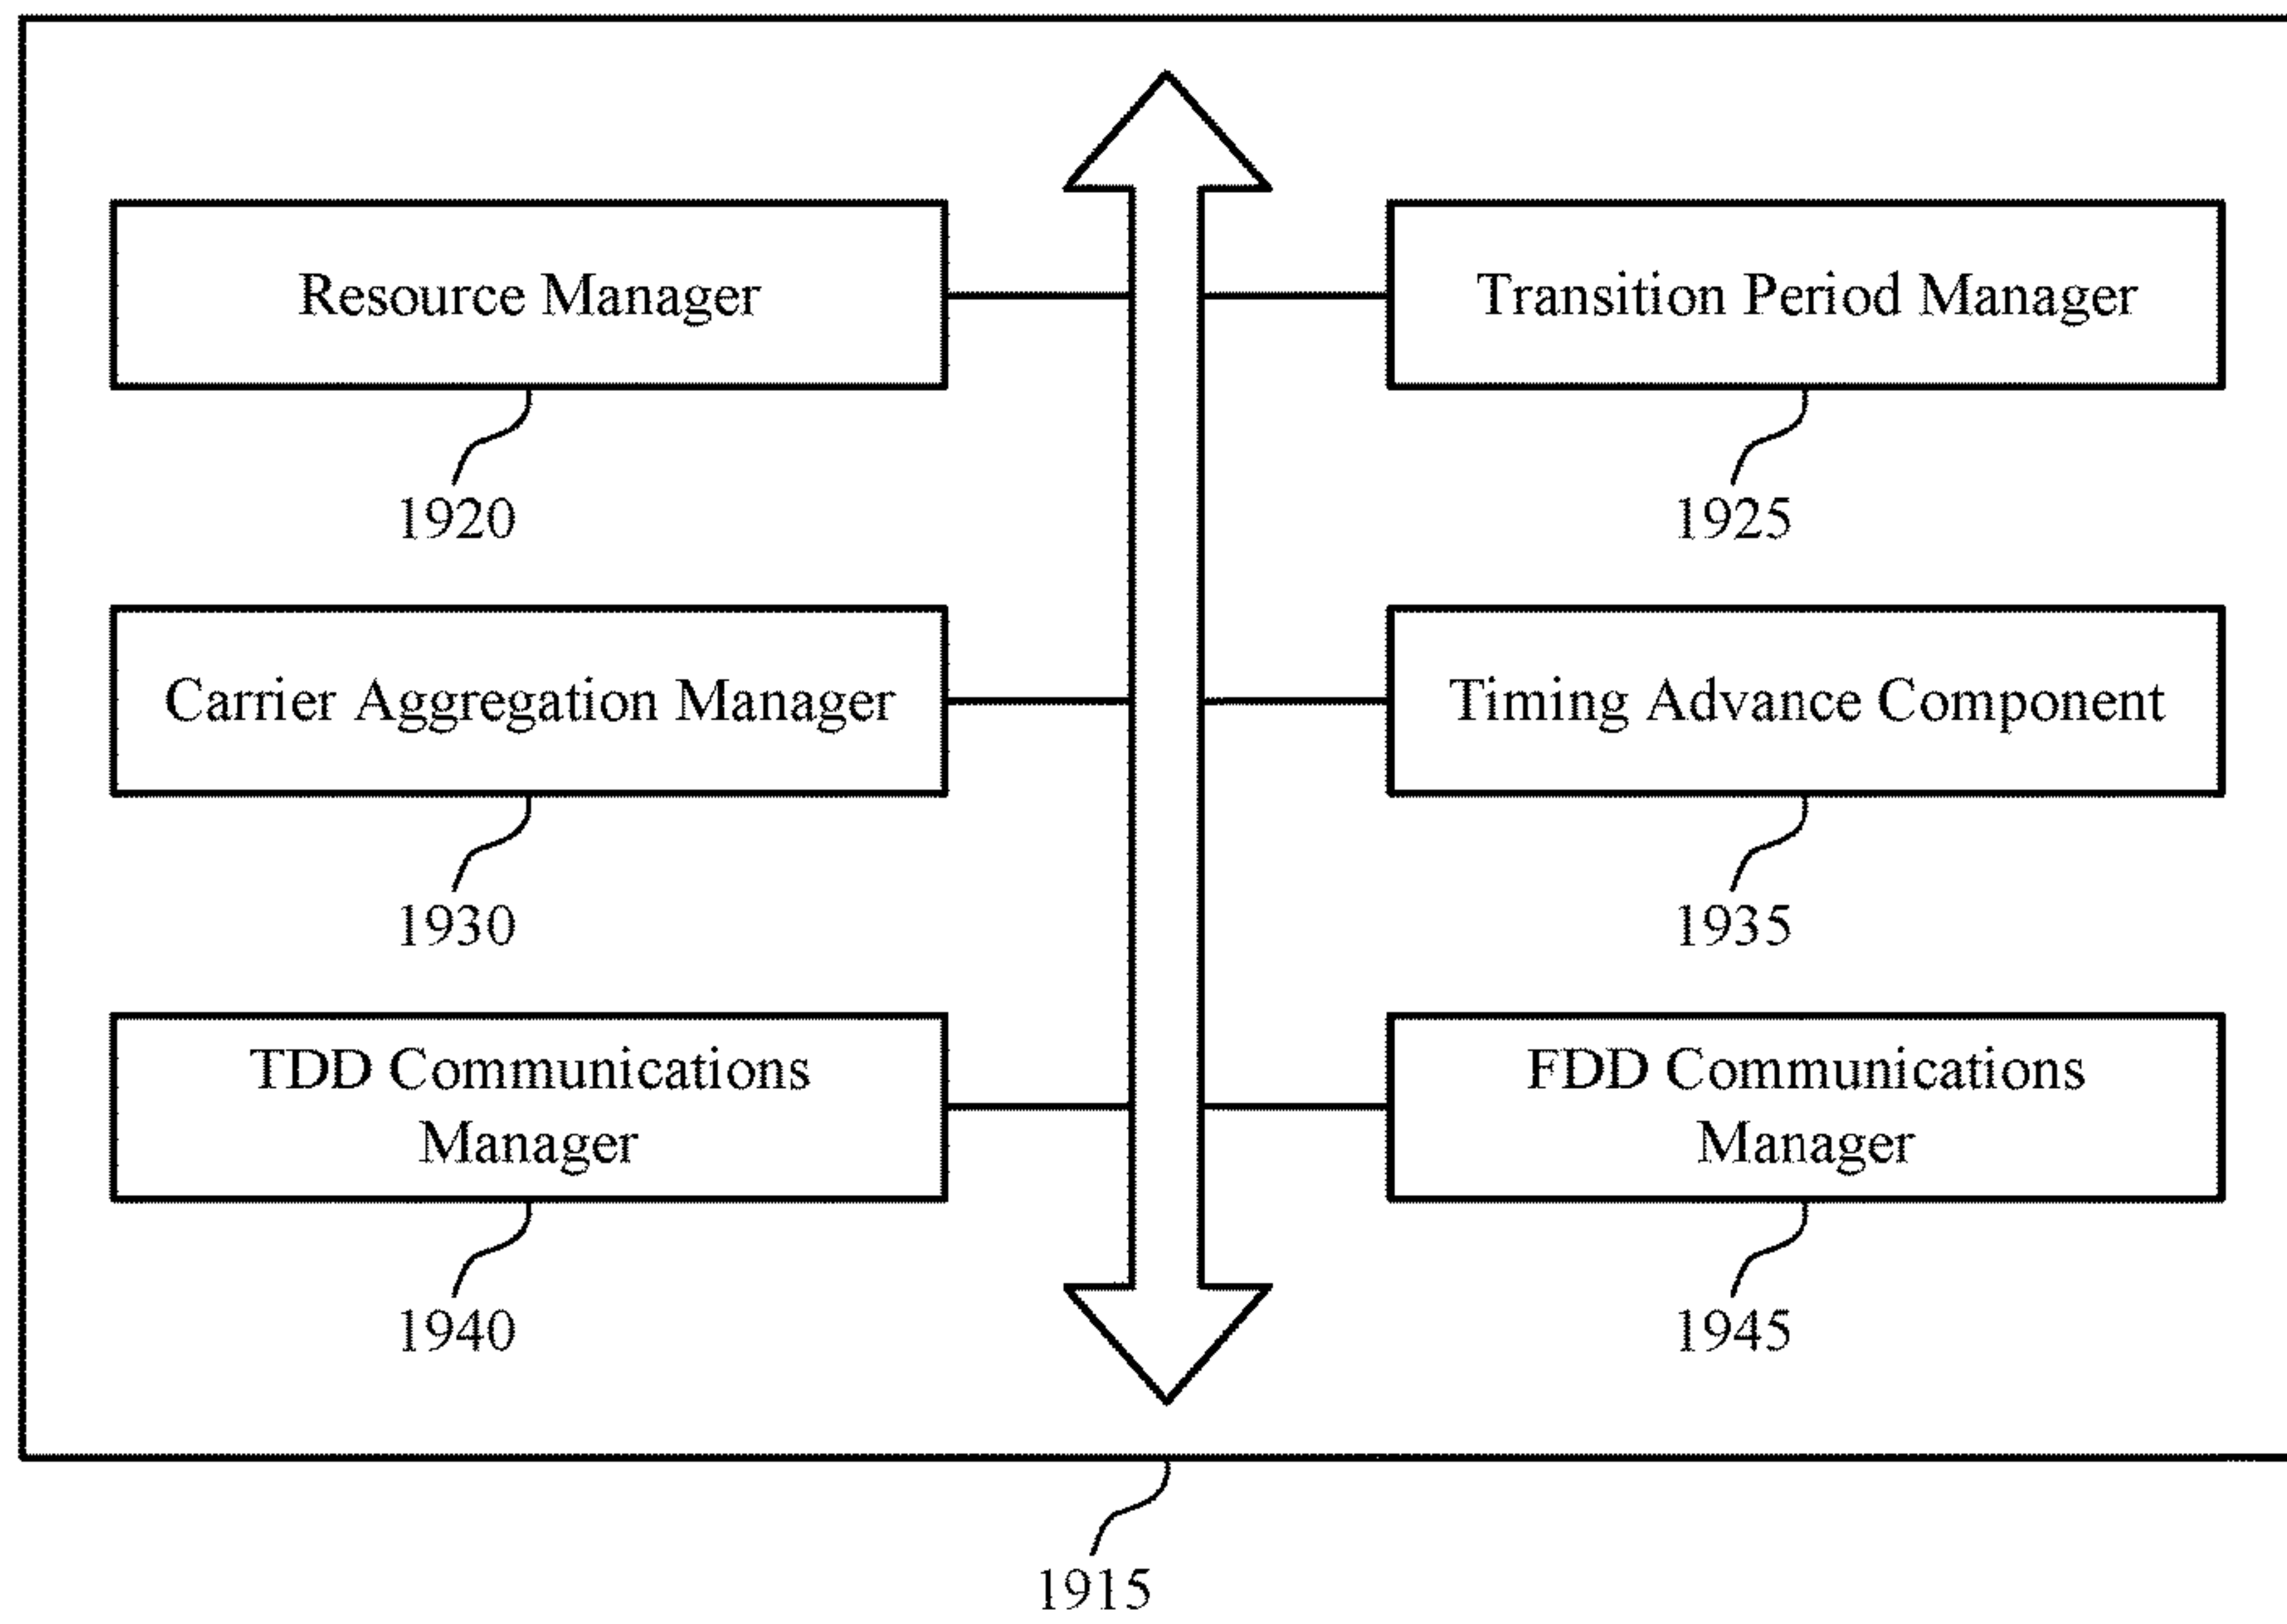 Resource Manager
Transition Period Manager
1920
1925
Carrier Aggregation Manager
Timing Advance Component
1930
1935
TDD Communications
Manager
FDD Communications
Manager
1940
1945
1915